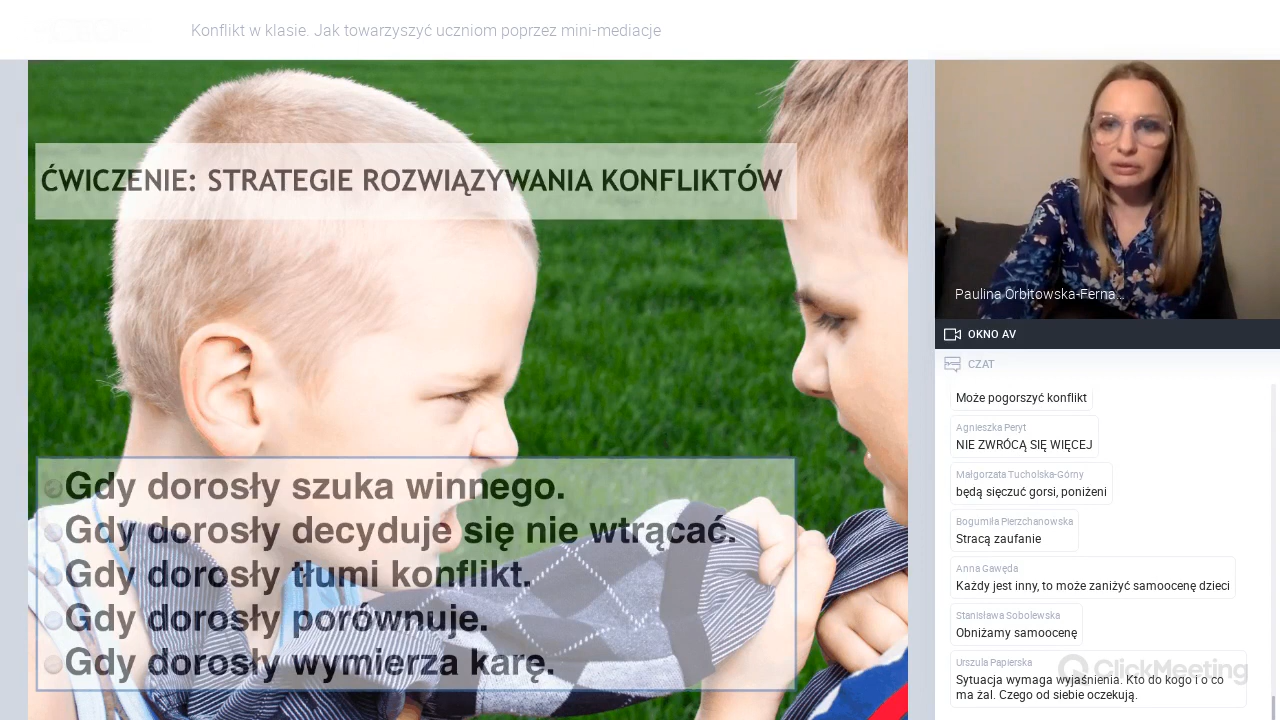 Konflikt w klasie. Jak towarzyszyć uczniom poprzez mini-mediacje
ĆWICZENIE: STRATEGIE ROZWIĄZYWANIA KONFLIKTÓW
Gdy dorosły szuka winnego.
Gdy dorosły decyduje się nie wtrącać.
Gdy dorosły tłumi konflikt.
Gdy dorosły porównuje.
Gdy dorosły wymierza karę.
Paulina Orbitowska-Ferna...
OKNO AV
CZAT
Może pogorszyć konflikt
Agnieszka Peryt
NIE ZWRÓCĄ SIĘ WIĘCEJ
Małgorzata Tucholska-Górny
będą sięczuć gorsi, poniżeni
Bogumiła Pierzchanowska
Stracą zaufanie
Anna Gawęda
Każdy jest inny, to może zaniżyć samoocenę dzieci
Stanisława Sobolewska
Obniżamy samoocenę
Urszula Papierska
Sytuacja wymaga wyjaśnienia. Kto do kogo i o co
ma żal. Czego od siebie oczekują.
ClickMeeting